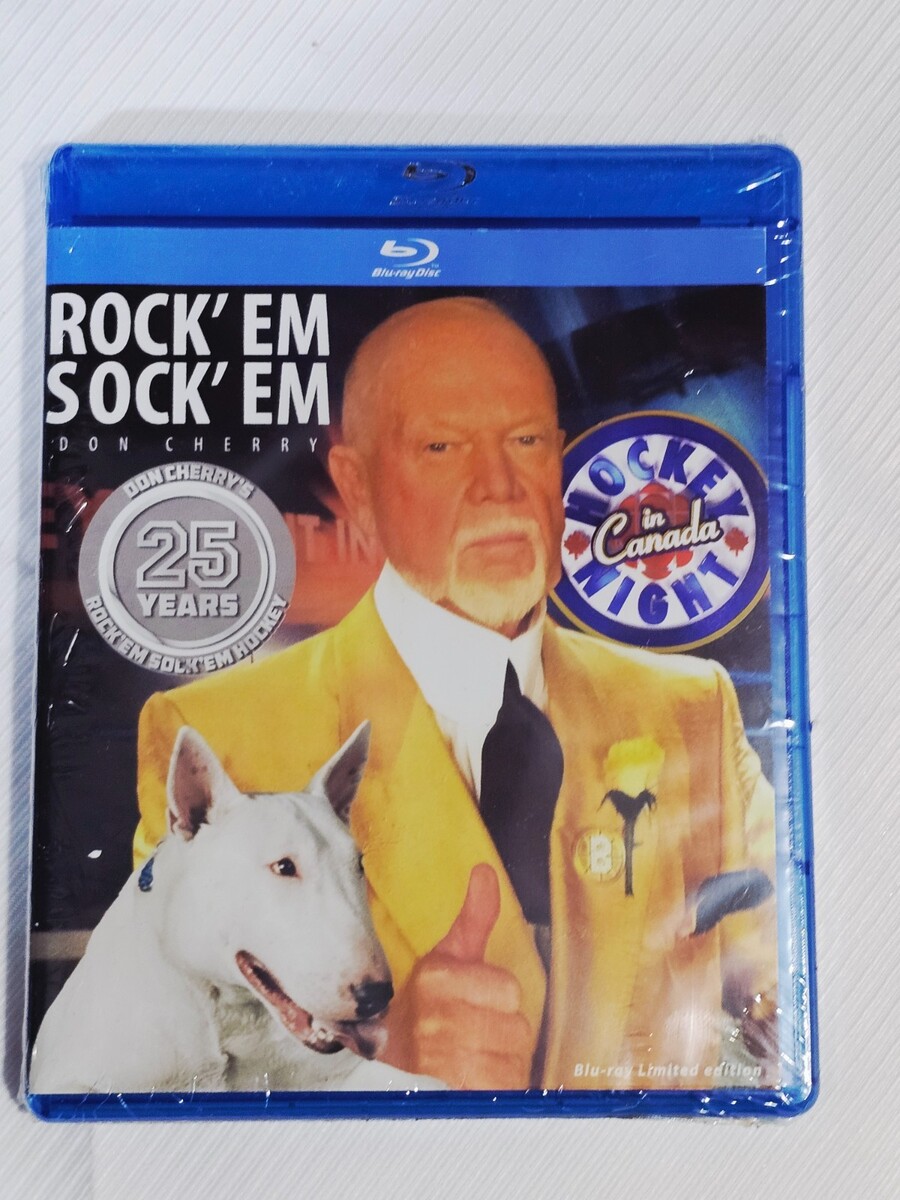 Blu-ray Disc
ROCK' EM
SOCK' EM
DON CHERRY
DON CHERRY'S
25
YEARS
ROCK'EM SOCK'EM HOCKEY
HOCKEY
in
Canada
NIGHT
B
Blu-ray Limited edition